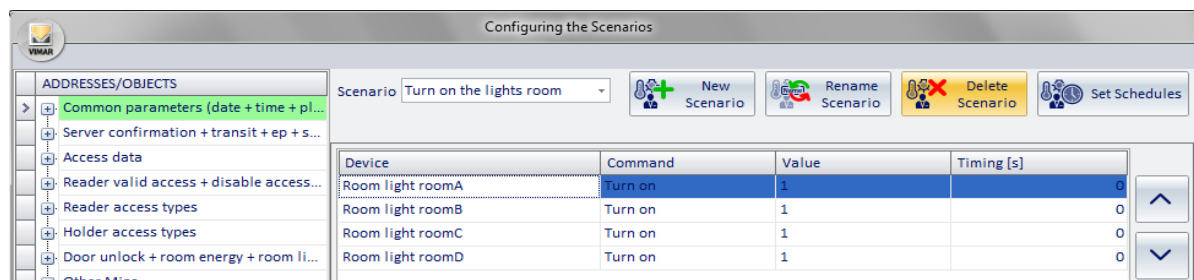 Configuring the Scenarios
VIMAR
ADDRESSES/OBJECTS
Common parameters (date + time + pl...
Server confirmation + transit + ep + s...
Access data
Reader valid access + disable access...
Reader access types
Holder access types
Door unlock + room energy + room li...
Scenario Turn on the lights room
New
Scenario
Rename
Scenario
Delete
Scenario
Set Schedules
Device Command Value Timing [s]
Room light roomA Turn on 1 0
Room light roomB Turn on 1 0
Room light roomC Turn on 1 0
Room light roomD Turn on 1 0